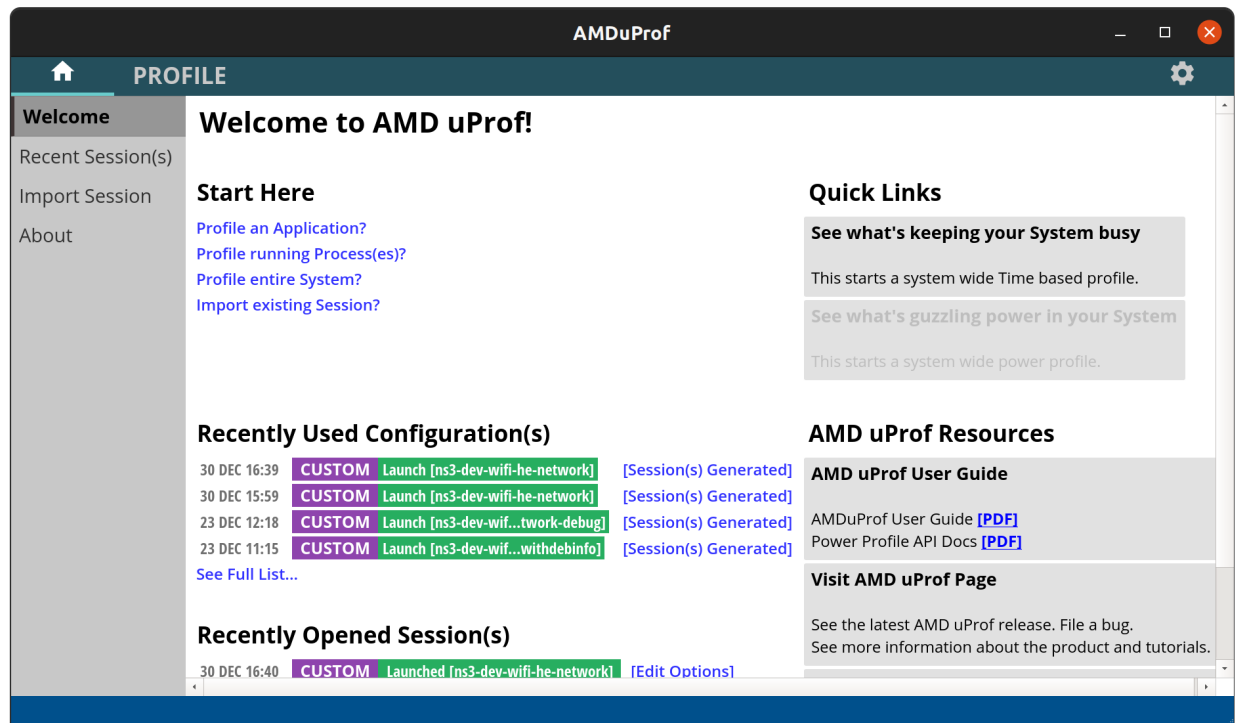 AMDuProf
PROFILE
Welcome
Recent Session(s)
Import Session
About
Welcome to AMD uProf!
Start Here
Profile an Application?
Profile running Process(es)?
Profile entire System?
Import existing Session?
Quick Links
See what's keeping your System busy
This starts a system wide Time based profile.
See what's guzzling power in your System
This starts a system wide power profile.
Recently Used Configuration(s)
30 DEC 16:39 CUSTOM Launch [ns3-dev-wifi-he-network] [Session(s) Generated]
30 DEC 15:59 CUSTOM Launch [ns3-dev-wifi-he-network] [Session(s) Generated]
23 DEC 12:18 CUSTOM Launch [ns3-dev-wif...twork-debug] [Session(s) Generated]
23 DEC 11:15 CUSTOM Launch [ns3-dev-wif...withdebinfo] [Session(s) Generated]
See Full List...
Recently Opened Session(s)
30 DEC 16:40 CUSTOM Launched [ns3-dev-wifi-he-network] [Edit Options]
AMD uProf Resources
AMD uProf User Guide
AMDuProf User Guide [PDF]
Power Profile API Docs [PDF]
Visit AMD uProf Page
See the latest AMD uProf release. File a bug.
See more information about the product and tutorials.